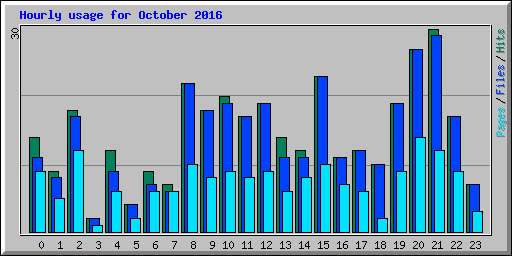 Hourly usage for October 2016
30
Pages/Files/Hits
0 1 2 3 4 5 6 7 8 9 10 11 12 13 14 15 16 17 18 19 20 21 22 23